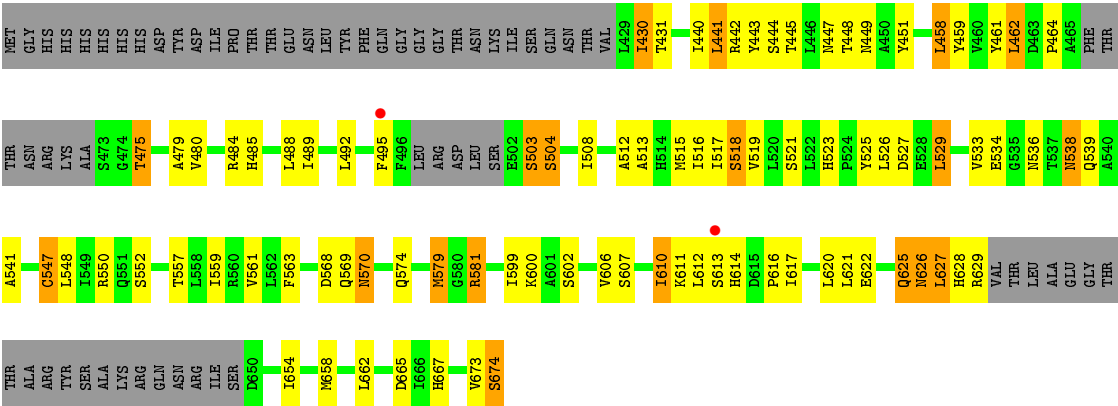 MET GLY HIS HIS HIS HIS HIS HIS ASP TYR ASP ILE PRO THR THR GLU ASN LEU TYR PHE GLN GLY GLY GLY THR ASN LYS ILE SER GLN ASN THR VAL L429 I430 T431 I440 L441 R442 Y443 S444 T445 L446 N447 T448 N449 A450 Y451 L458 Y459 V460 Y461 L462 D463 P464 A465 PHE THR
THR ASN ARG LYS ALA S473 G474 T475 A479 V480 R484 H485 L488 I489 L492 F495 F496 LEU ARG ASP LEU SER E502 S503 S504 I508 A512 A513 H514 M515 I516 I517 S518 V519 L520 S521 L522 H523 P524 Y525 L526 D527 E528 L529 V533 E534 G535 N536 T537 N538 Q539 A540
A541 C547 L548 I549 R550 Q551 S552 T557 L558 I559 R560 V561 L562 F563 D568 Q569 N570 Q574 M579 G580 R581 I599 K600 A601 S602 V606 S607 I610 K611 L612 S613 H614 D615 P616 I617 L620 L621 E622 Q625 N626 L627 H628 R629 VAL THR LEU ALA GLU GLY THR
THR ALA ARG TYR SER ALA LYS ARG GLN ASN ARG ILE SER D650 I654 M658 L662 D665 I666 H667 V673 S674